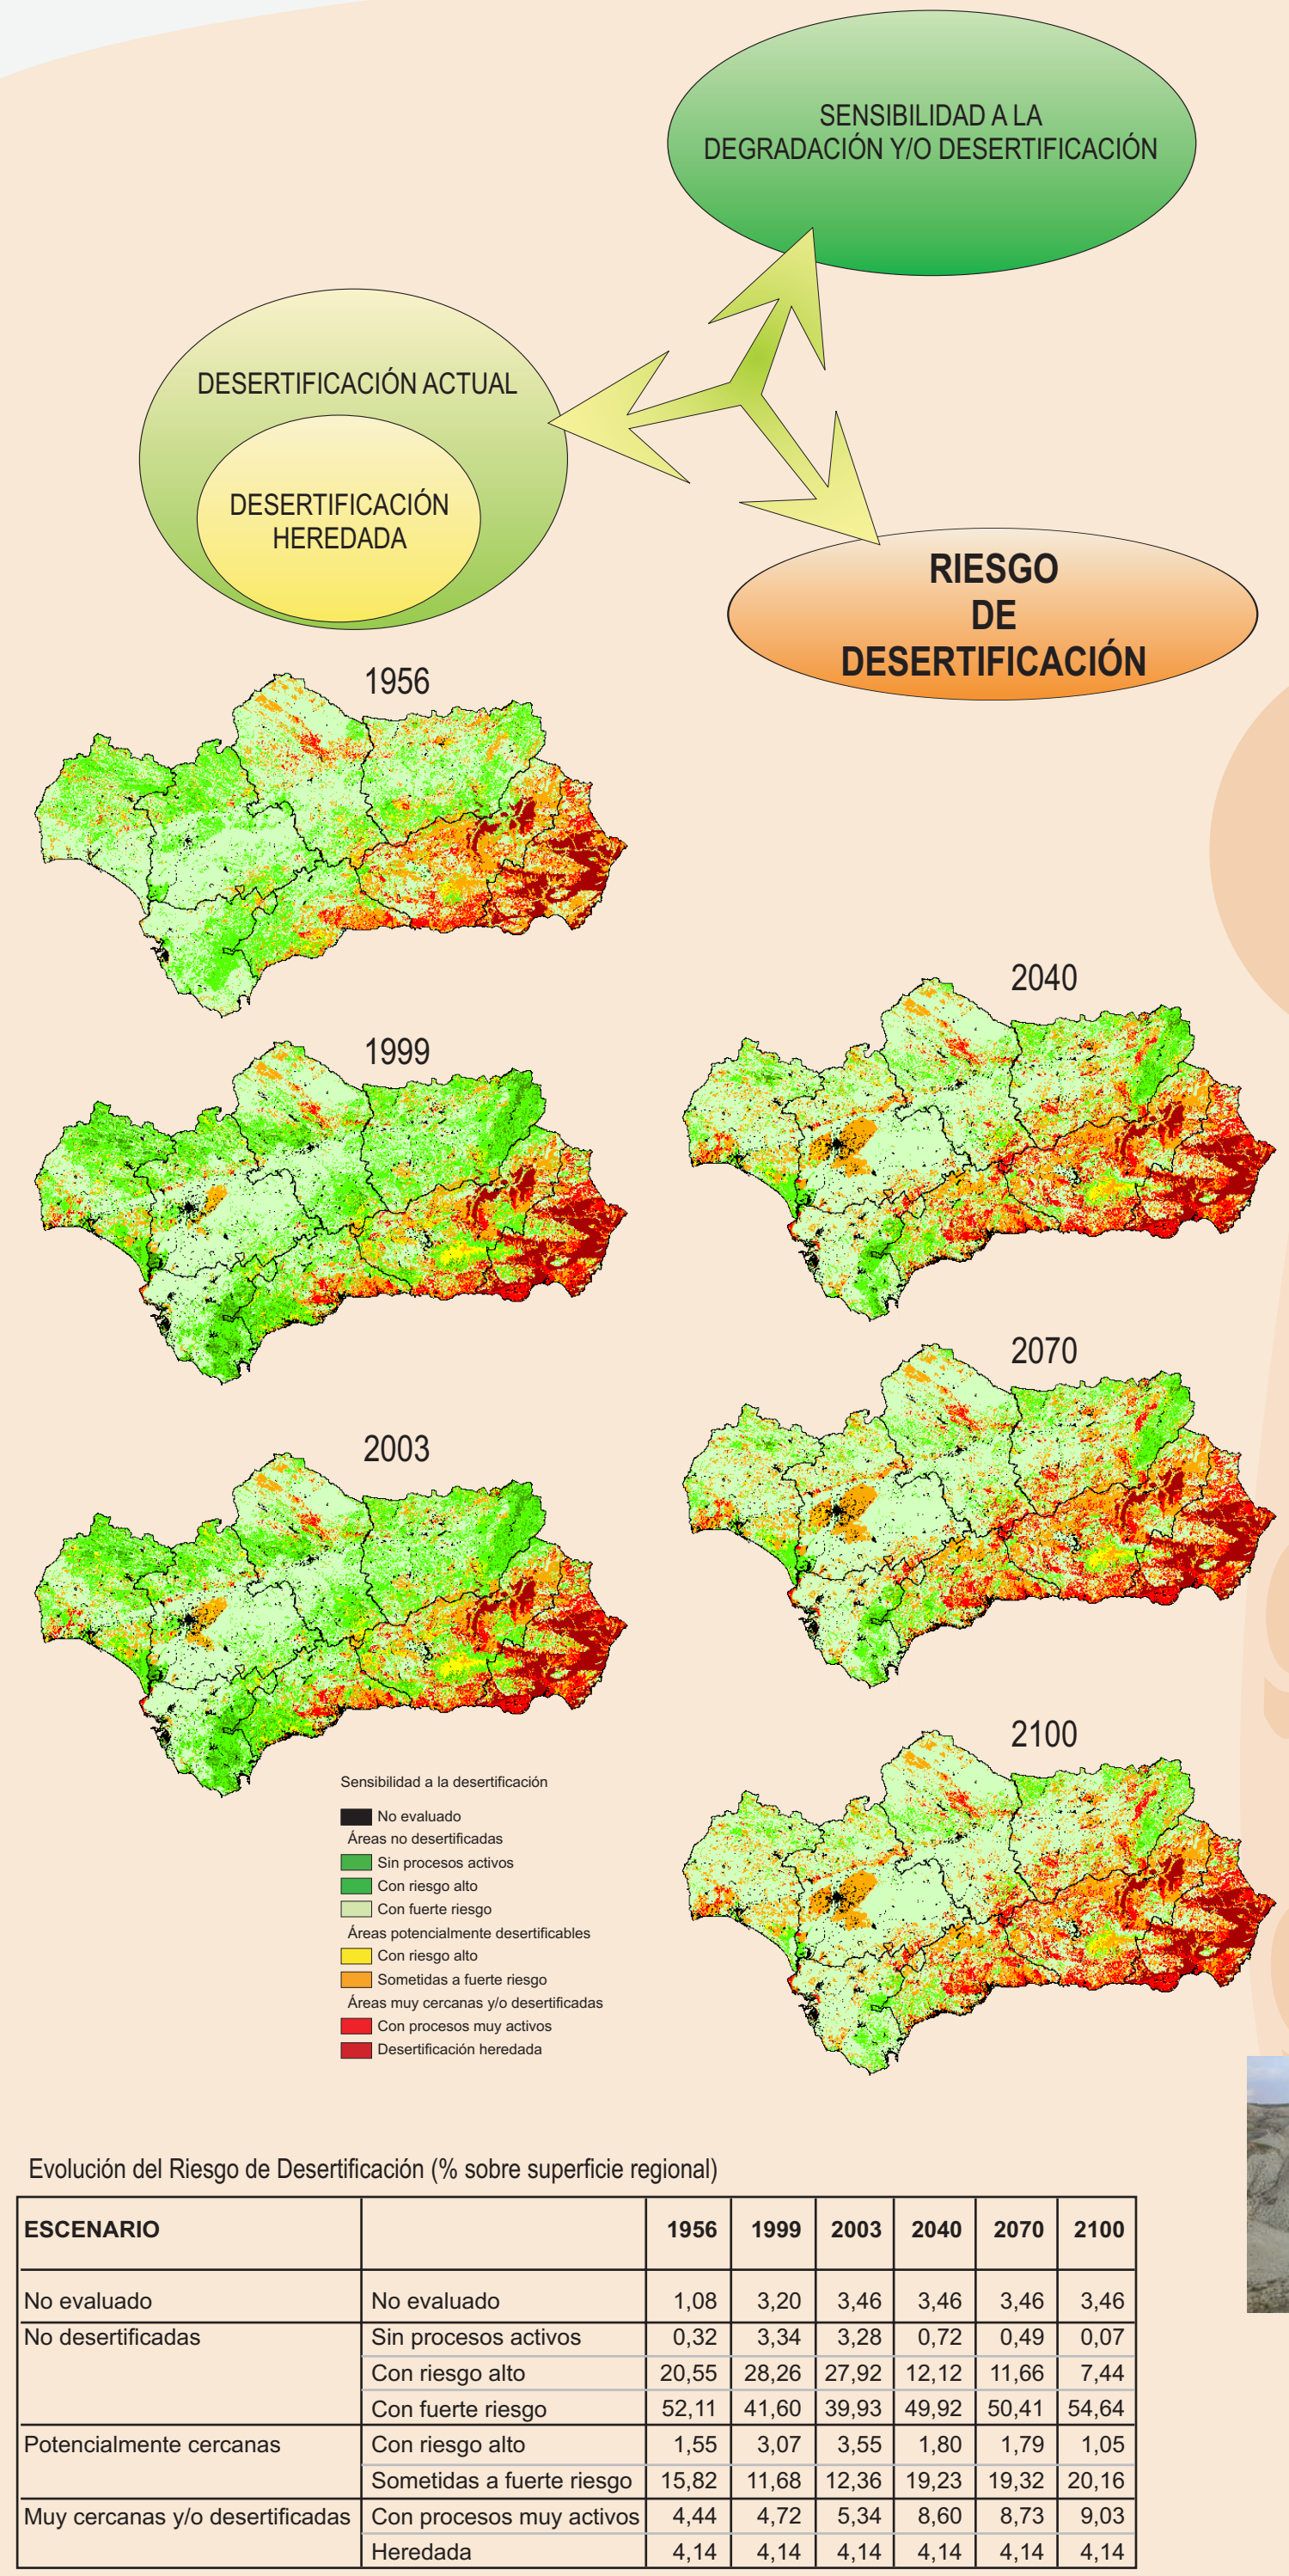 SENSIBILIDAD A LA
DEGRADACIÓN Y/O DESERTIFICACIÓN
DESERTIFICACIÓN ACTUAL
DESERTIFICACIÓN
HEREDADA
RIESGO
DE
DESERTIFICACIÓN
1956
2040
1999
2070
2003
2100
Sensibilidad a la desertificación
No evaluado
Áreas no desertificadas
Sin procesos activos
Con riesgo alto
Con fuerte riesgo
Áreas potencialmente desertificables
Con riesgo alto
Sometidas a fuerte riesgo
Áreas muy cercanas y/o desertificadas
Con procesos muy activos
Desertificación heredada
Evolución del Riesgo de Desertificación (% sobre superficie regional)
ESCENARIO 1956 1999 2003 2040 2070 2100
No evaluado No evaluado 1,08 3,20 3,46 3,46 3,46 3,46
No desertificadas Sin procesos activos 0,32 3,34 3,28 0,72 0,49 0,07
Con riesgo alto 20,55 28,26 27,92 12,12 11,66 7,44
Con fuerte riesgo 52,11 41,60 39,93 49,92 50,41 54,64
Potencialmente cercanas Con riesgo alto 1,55 3,07 3,55 1,80 1,79 1,05
Sometidas a fuerte riesgo 15,82 11,68 12,36 19,23 19,32 20,16
Muy cercanas y/o desertificadas Con procesos muy activos 4,44 4,72 5,34 8,60 8,73 9,03
Heredada 4,14 4,14 4,14 4,14 4,14 4,14